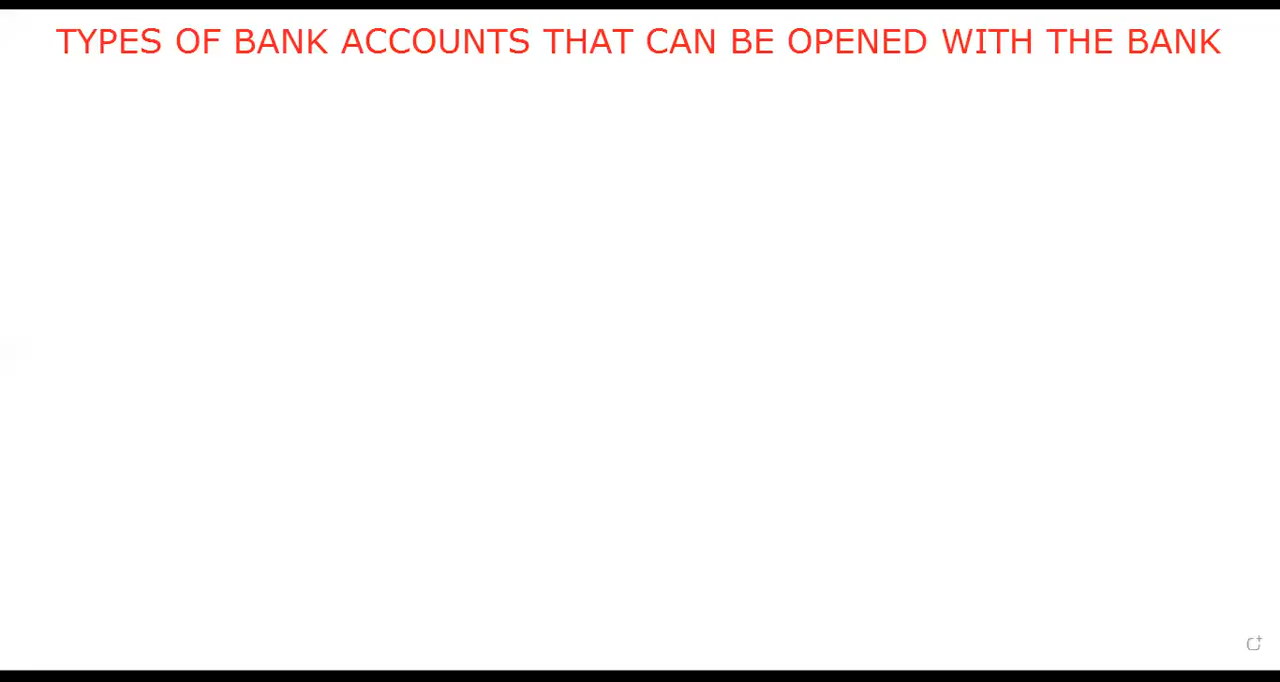 TYPES OF BANK ACCOUNTS THAT CAN BE OPENED WITH THE BANK